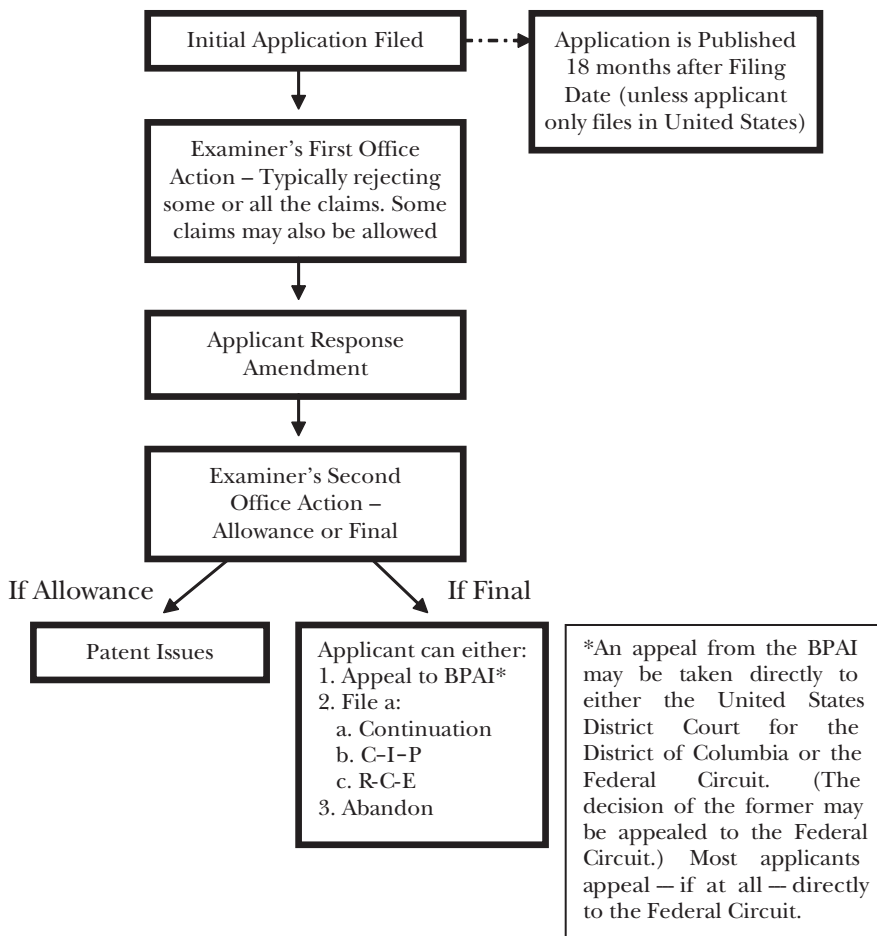 Initial Application Filed
Application is Published
18 months after Filing
Date (unless applicant
only files in United States)
Examiner’s First Office
Action – Typically rejecting
some or all the claims. Some
claims may also be allowed
Applicant Response
Amendment
Examiner’s Second
Office Action –
Allowance or Final
If Allowance
If Final
Patent Issues
Applicant can either:
1. Appeal to BPAI*
2. File a:
a. Continuation
b. C–I–P
c. R-C-E
3. Abandon
*An appeal from the BPAI
may be taken directly to
either the United States
District Court for the
District of Columbia or the
Federal Circuit. (The
decision of the former may
be appealed to the Federal
Circuit.) Most applicants
appeal — if at all — directly
to the Federal Circuit.